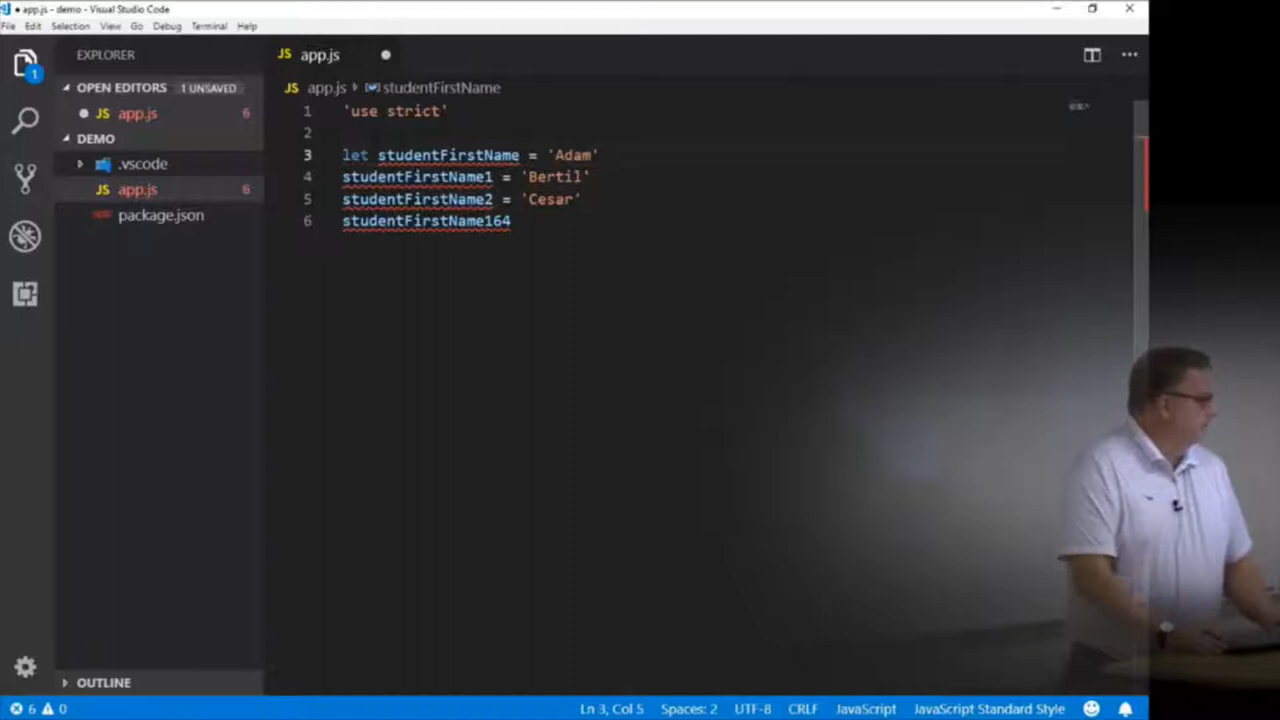 app.js - demo - Visual Studio Code
File Edit Selection View Go Debug Terminal Help
EXPLORER
OPEN EDITORS 1 UNSAVED
JS app.js 6
DEMO
.vscode
JS app.js 6
package.json
OUTLINE
1
JS app.js
JS app.js studentFirstName
1 'use strict'
2
3 let studentFirstName = 'Adam'
4 studentFirstName1 = 'Bertil'
5 studentFirstName2 = 'Cesar'
6 studentFirstName164
6 0 Ln 3, Col 5 Spaces: 2 UTF-8 CRLF JavaScript JavaScript Standard Style